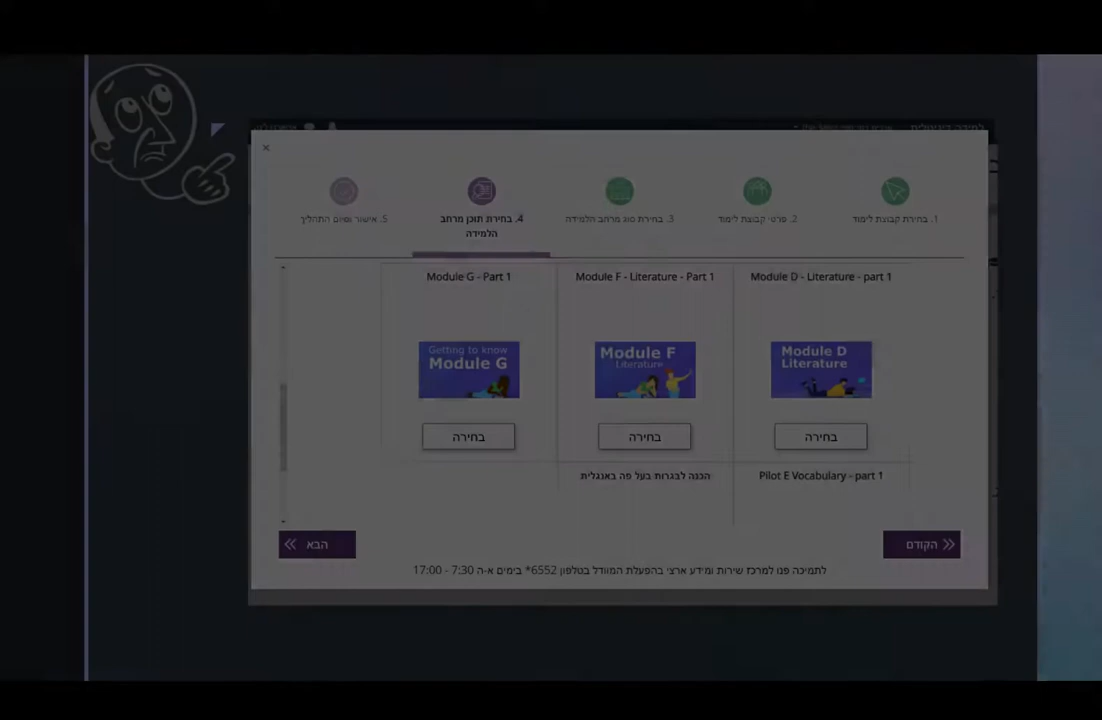 למידה דיגיטלית
1. בחירת קבוצת לימוד
2. פרטי קבוצת לימוד
3. בחירת סוג מרחב הלמידה
4. בחירת תוכן מרחב
הלמידה
5. אישור וסיום התהליך
Module D - Literature - part 1
Module F - Literature - Part 1
Module G - Part 1
Module D
Literature
Module F
Literature
Getting to know
Module G
בחירה
בחירה
בחירה
Pilot E Vocabulary - part 1
הכנה לבגרות בעל פה באנגלית
הקודם
הבא
לתמיכה פנו למרכז שירות ומידע ארצי בהפעלת המוודל בטלפון 6552* בימים א-ה 7:30 - 17:00